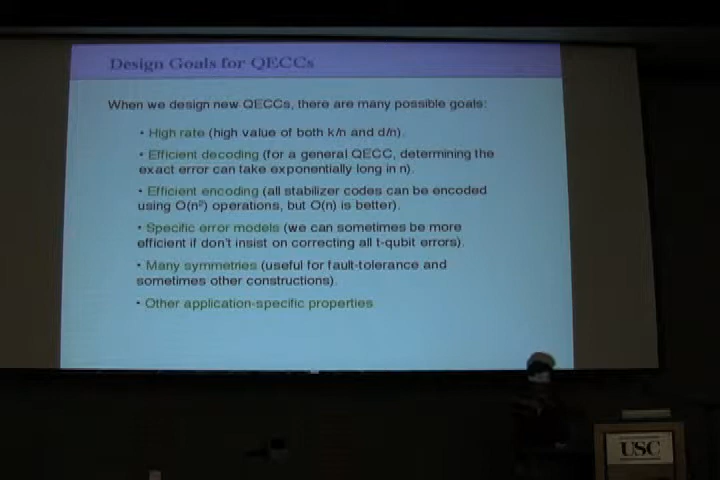 Design Goals for QECCs
When we design new QECCs, there are many possible goals:
• High rate (high value of both k/n and d/n).
• Efficient decoding (for a general QECC, determining the
exact error can take exponentially long in n).
• Efficient encoding (all stabilizer codes can be encoded
using O(n²) operations, but O(n) is better).
• Specific error models (we can sometimes be more
efficient if don't insist on correcting all t-qubit errors).
• Many symmetries (useful for fault-tolerance and
sometimes other constructions).
• Other application-specific properties
USC